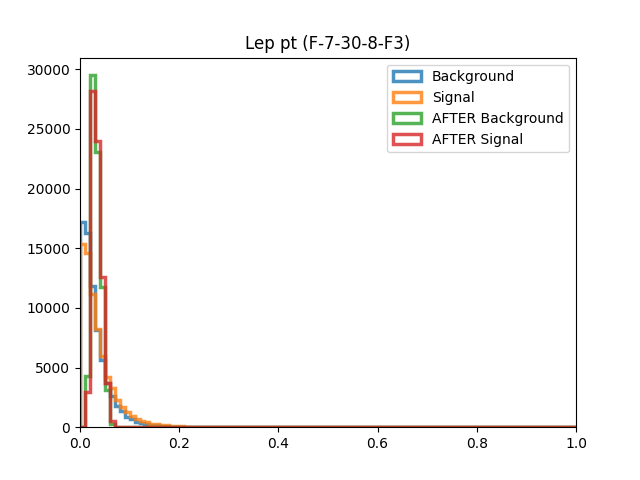 Lep pt (F-7-30-8-F3)
30000
25000
20000
15000
10000
5000
0
0.0 0.2 0.4 0.6 0.8 1.0
Background
Signal
AFTER Background
AFTER Signal